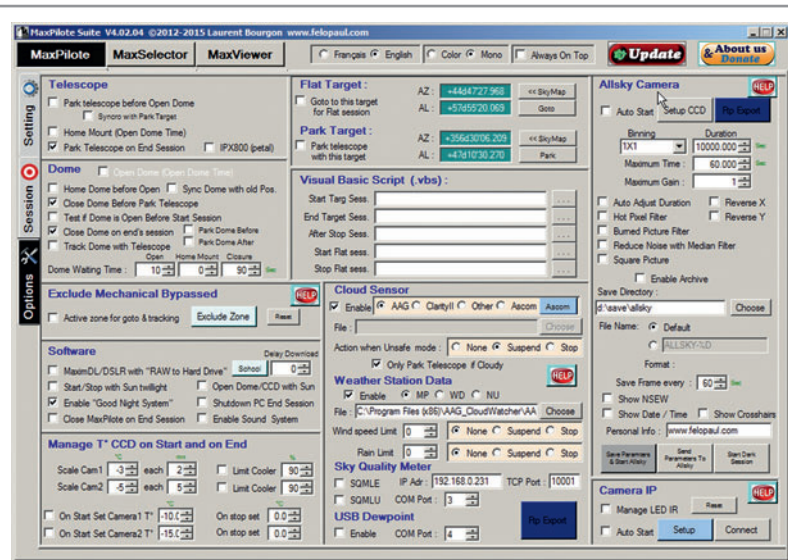 MaxPilote Suite V4.02.04 ©2012-2015 Laurent Bourgon www.felopaul.com
MaxPilote MaxSelector MaxViewer Français English Color Mono Always On Top Update About us Donate
Setting
Session
Options
Telescope
Park telescope before Open Dome
Syncro with Park Target
Home Mount (Open Dome Time)
Park Telescope on End Session IPX800 (petal)
Dome Open Dome (Open Dome Time)
Home Dome before Open Sync Dome with old Pos.
Close Dome Before Park Telescope
Test if Dome is Open Before Start Session
Close Dome on end's session Park Dome Before
Track Dome with Telescope Park Dome After
Open Home Mount Closure
Dome Waiting Time : 10 0 90 Sec
Exclude Mechanical Bypassed HELP
Active zone for goto & tracking Exclude Zone Reset
Software Delay Download
MaximDL/DSLR with "RAW to Hard Drive" School 0
Start/Stop with Sun twilight Open Dome/CCD with Sun
Enable "Good Night System" Shutdown PC End Session
Close MaxPilote on End Session Enable Sound System
Manage T° CCD on Start and on End
°C mn %
Scale Cam1 -3 each 2 Limit Cooler 90
Scale Cam2 -5 each 5 Limit Cooler 90
°C °C
On Start Set Camera1 T° -10.( On stop set 0.0
On Start Set Camera2 T° -15.( On stop set 0.0
Flat Target :
Goto to this target for Flat session
AZ : +44d47'27.968 << SkyMap
AL : +57d55'20.069 Goto
Park Target :
Park telescope with this target
AZ : +356d30'06.209 << SkyMap
AL : +47d10'30.270 Park
Visual Basic Script (.vbs) :
Start Targ Sess. ...
End Target Sess. ...
After Stop Sess. ...
Start Flat sess. ...
Stop Flat sess. ...
Cloud Sensor
Enable AAG ClarityII Other Ascom Ascom
File : Choose
Action when Unsafe mode : None Suspend Stop
Only Park Telescope if Cloudy
Weather Station Data HELP
Enable MP WD NU
File : C:\Program Files (x86)\AAG_CloudWatcher\AA Choose
Wind speed Limit 0 None Suspend Stop
Rain Limit 0 None Suspend Stop
Sky Quality Meter
SQMLE IP Adr : 192.168.0.231 TCP Port : 10001
SQMLU COM Port : 3
USB Dewpoint
Enable COM Port : 4 Ftp Export
Allsky Camera HELP
Auto Start Setup CCD Ftp Export
Binning Duration
1X1 10000.000 Sec
Maximum Time : 60.000 Sec
Maximum Gain : 1
Auto Adjust Duration Reverse X
Hot Pixel Filter Reverse Y
Burned Picture Filter
Reduce Noise with Median Filter
Square Picture
Enable Archive
Save Directory :
d:\save\allsky Choose
File Name: Default
ALLSKY-%D
Format :
Save Frame every : 60 Sec
Show NSEW
Show Date / Time Show Crosshairs
Personal Info : www.felopaul.com
Save Parameters & Start Allsky Send Parameters To Allsky Start Dark Session
Camera IP HELP
Manage LED IR Reset
Auto Start Setup Connect